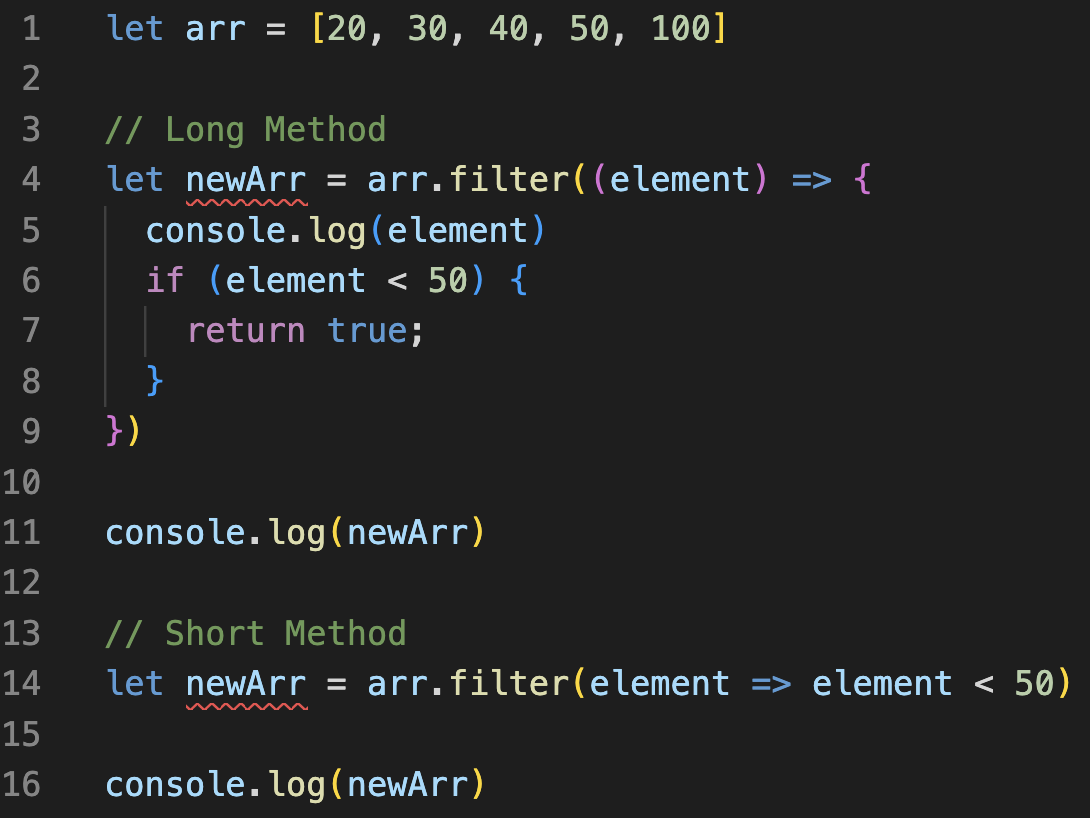 1 let arr = [20, 30, 40, 50, 100]
2
3 // Long Method
4 let newArr = arr.filter((element) => {
5   console.log(element)
6   if (element < 50) {
7     return true;
8   }
9 })
10
11 console.log(newArr)
12
13 // Short Method
14 let newArr = arr.filter(element => element < 50)
15
16 console.log(newArr)